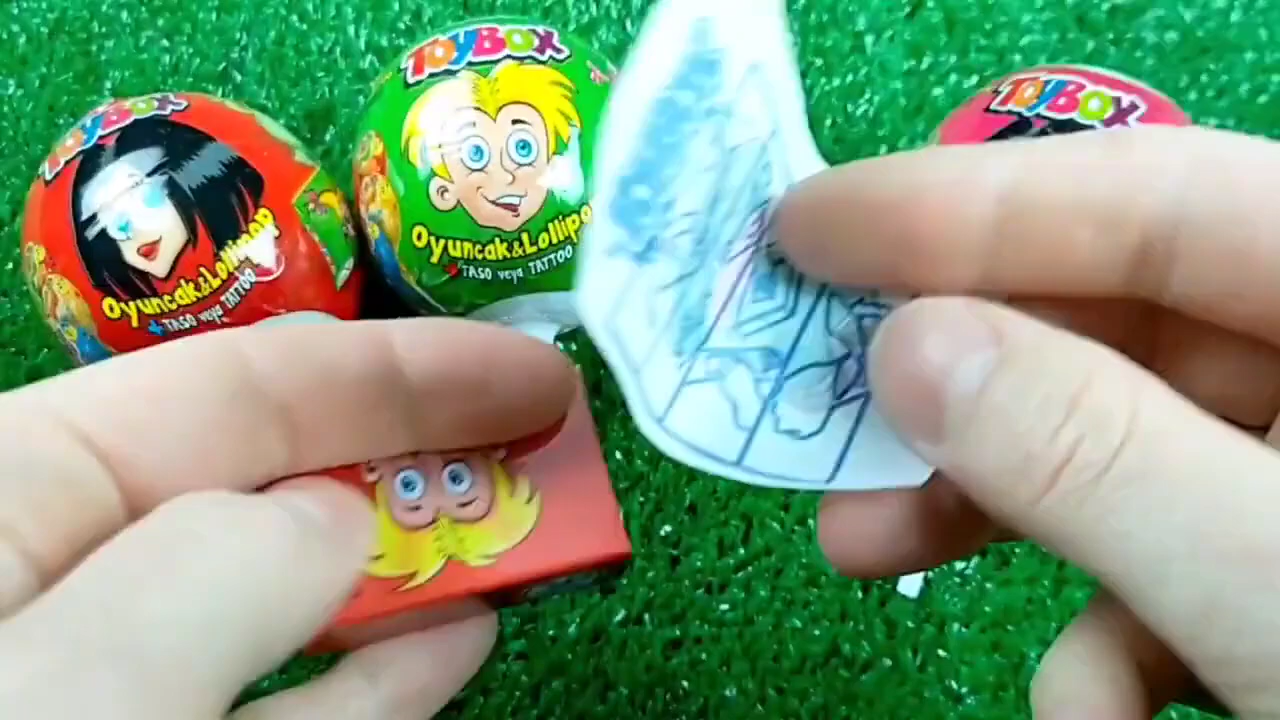 TOYBOX
Oyuncak&Lollipop
+ TASO veya TATTOO
TOYBOX
Oyuncak&Lollipo
+ TASO veya TATTOO
TOYBOX